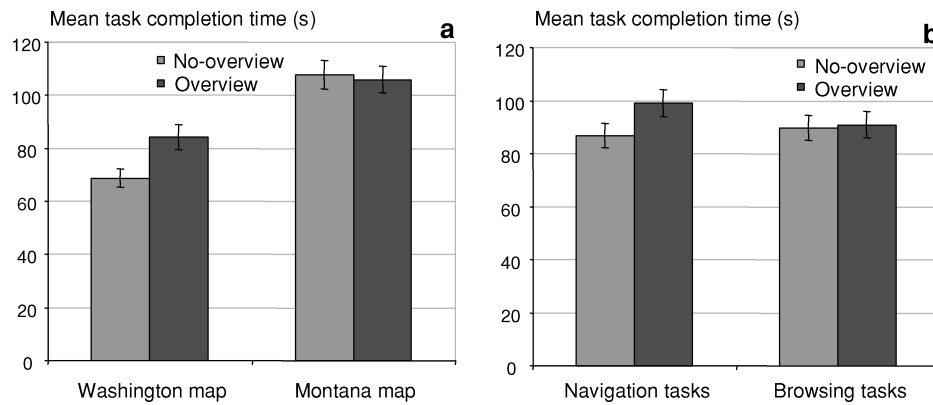 Mean task completion time (s)
a
120
No-overview
Overview
100
80
60
40
20
0
Washington map
Montana map
Mean task completion time (s)
b
120
No-overview
Overview
100
80
60
40
20
0
Navigation tasks
Browsing tasks